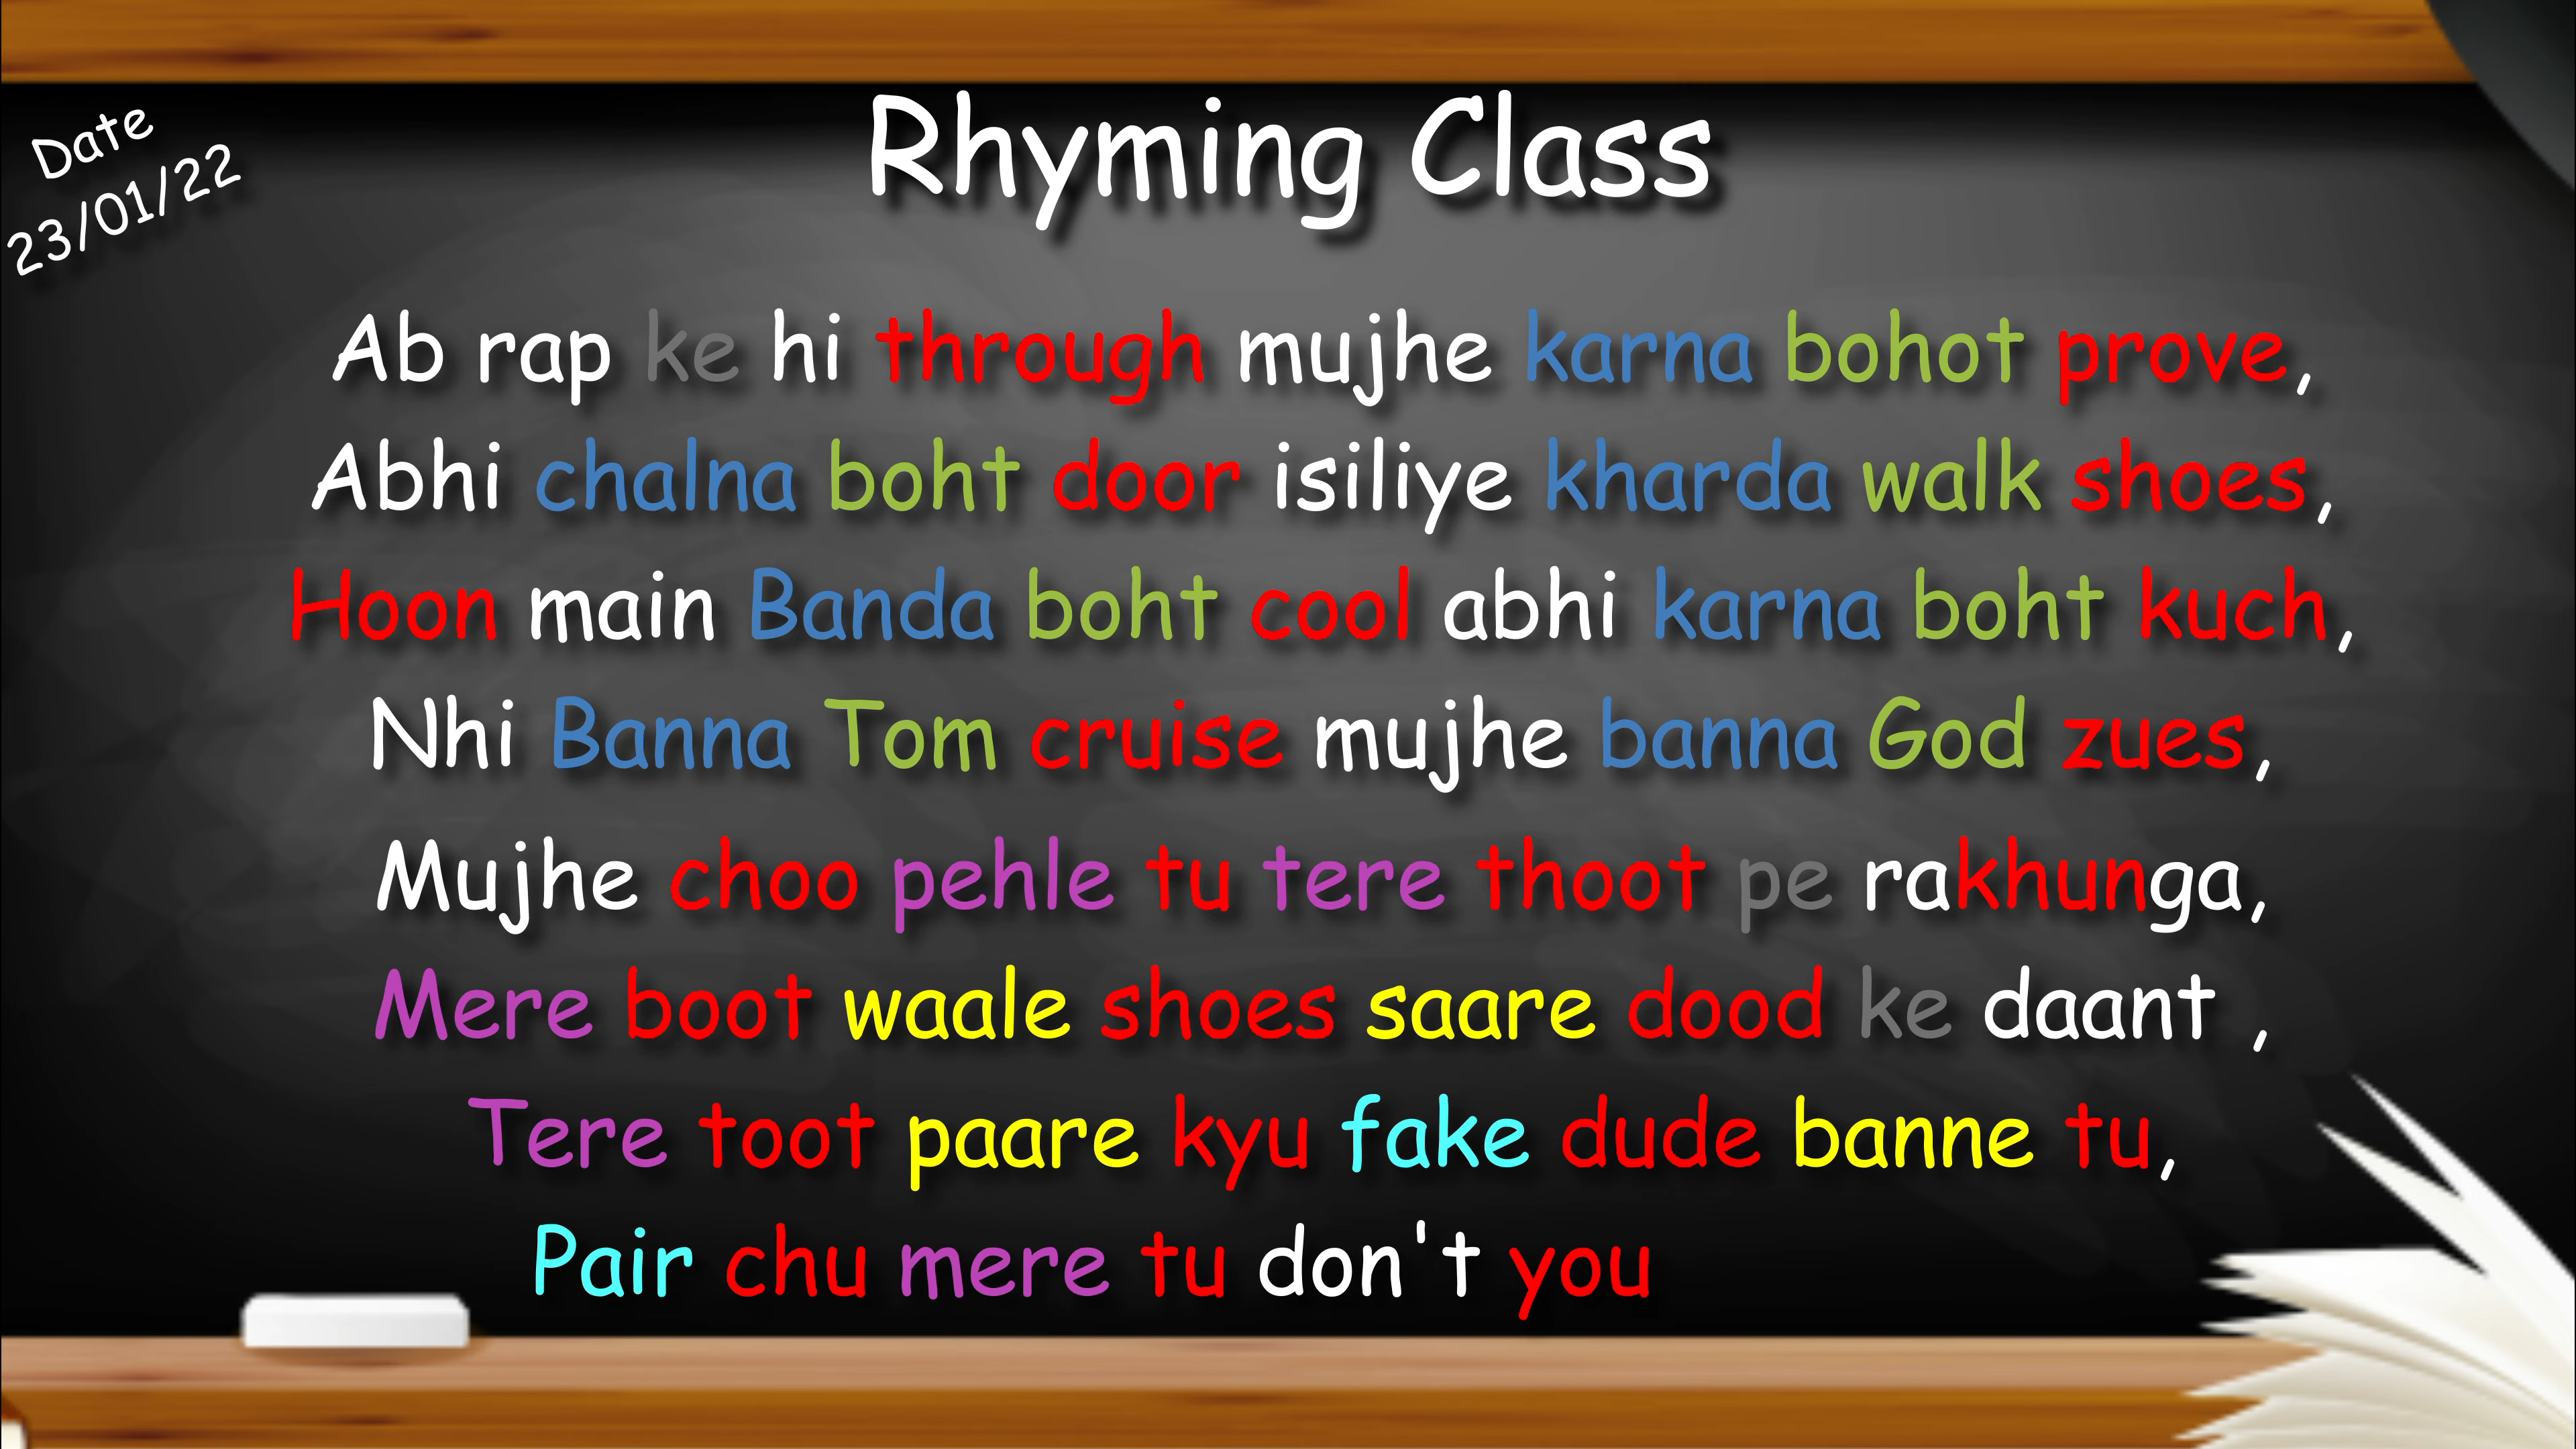 Rhyming Class
Date
23/01/22
Ab rap ke hi through mujhe karna bohot prove,
Abhi chalna boht door isiliye kharda walk shoes,
Hoon main Banda boht cool abhi karna boht kuch,
Nhi Banna Tom cruise mujhe banna God zues,
Mujhe choo pehle tu tere thoot pe rakhunga,
Mere boot waale shoes saare dood ke daant ,
Tere toot paare kyu fake dude banne tu,
Pair chu mere tu don't you